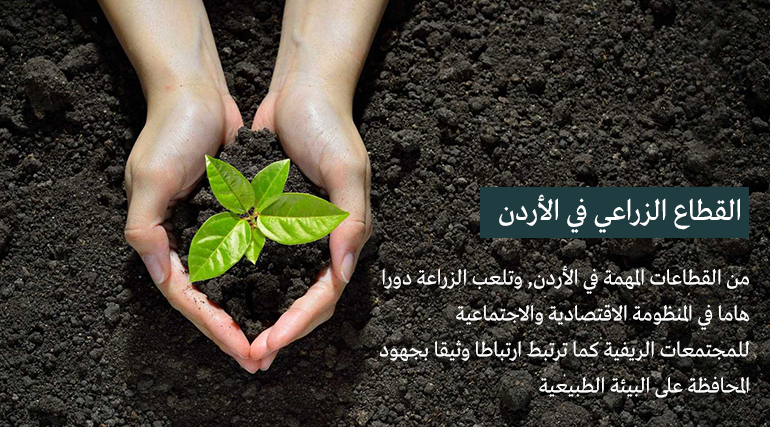 القطاع الزراعي في الأردن
من القطاعات المهمة في الأردن, وتلعب الزراعة دورا
هاما في المنظومة الاقتصادية والاجتماعية
للمجتمعات الريفية كما ترتبط ارتباطا وثيقا بجهود
المحافظة على البيئة الطبيعية